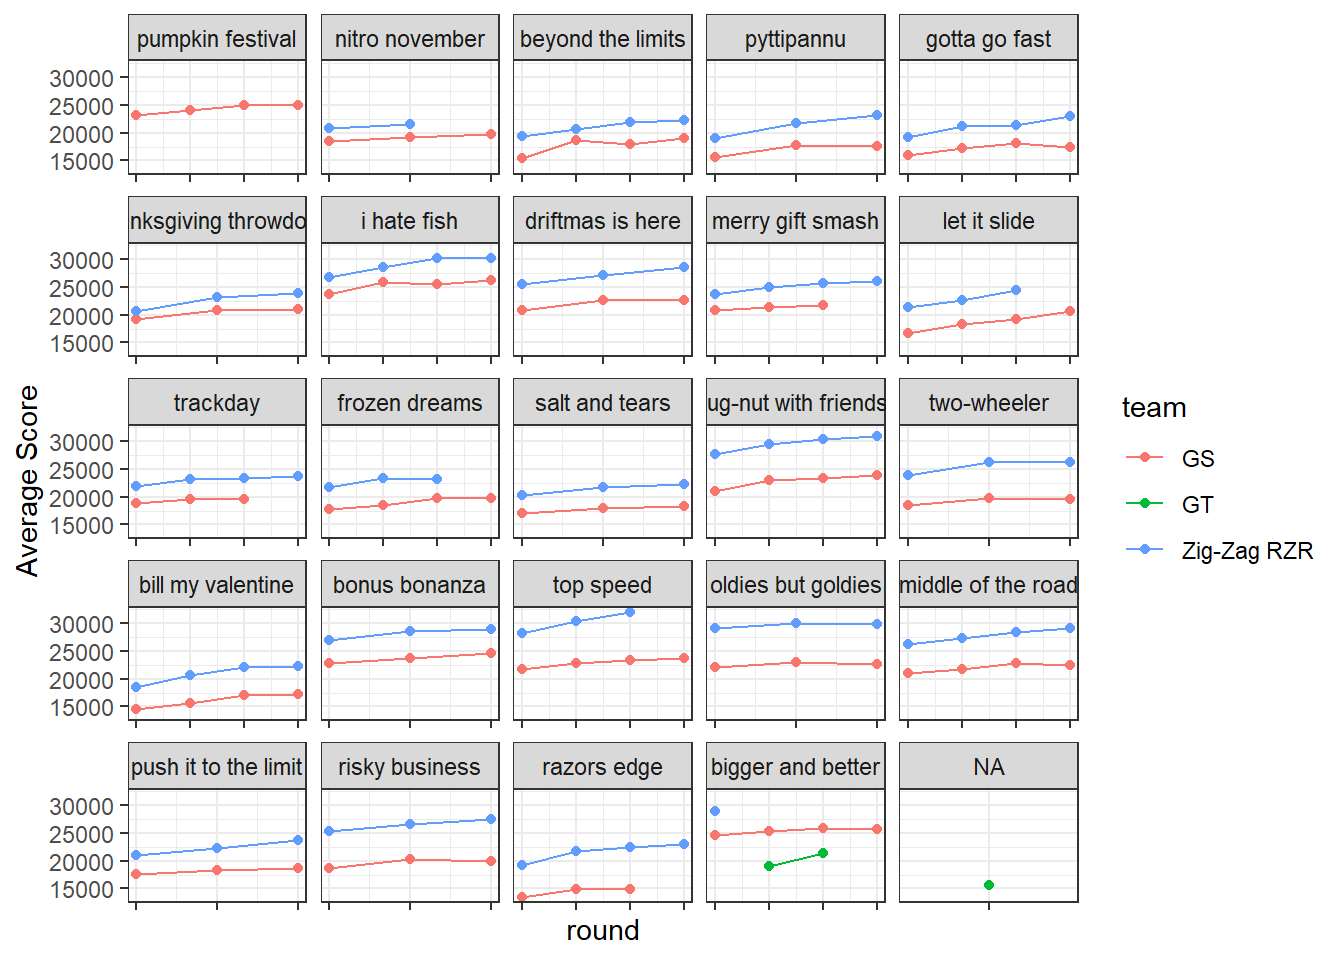 pumpkin festival nitro november beyond the limits pyttipannu gotta go fast
30000
25000
20000
15000
nksgiving throwdo i hate fish driftmas is here merry gift smash let it slide
30000
25000
20000
15000
trackday frozen dreams salt and tears ug-nut with friends two-wheeler
30000
25000
20000
15000
bill my valentine bonus bonanza top speed oldies but goldies middle of the road
30000
25000
20000
15000
push it to the limit risky business razors edge bigger and better NA
30000
25000
20000
15000
Average Score
round
team
GS
GT
Zig-Zag RZR